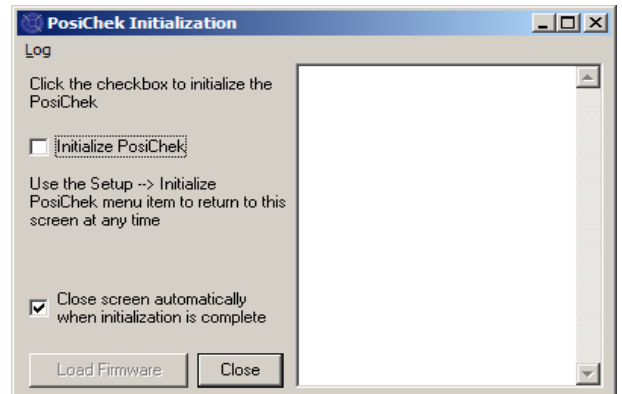 PosiChek Initialization
Log
Click the checkbox to initialize the
PosiChek
Initialize PosiChek
Use the Setup --> Initialize
PosiChek menu item to return to this
screen at any time
Close screen automatically
when initialization is complete
Load Firmware
Close